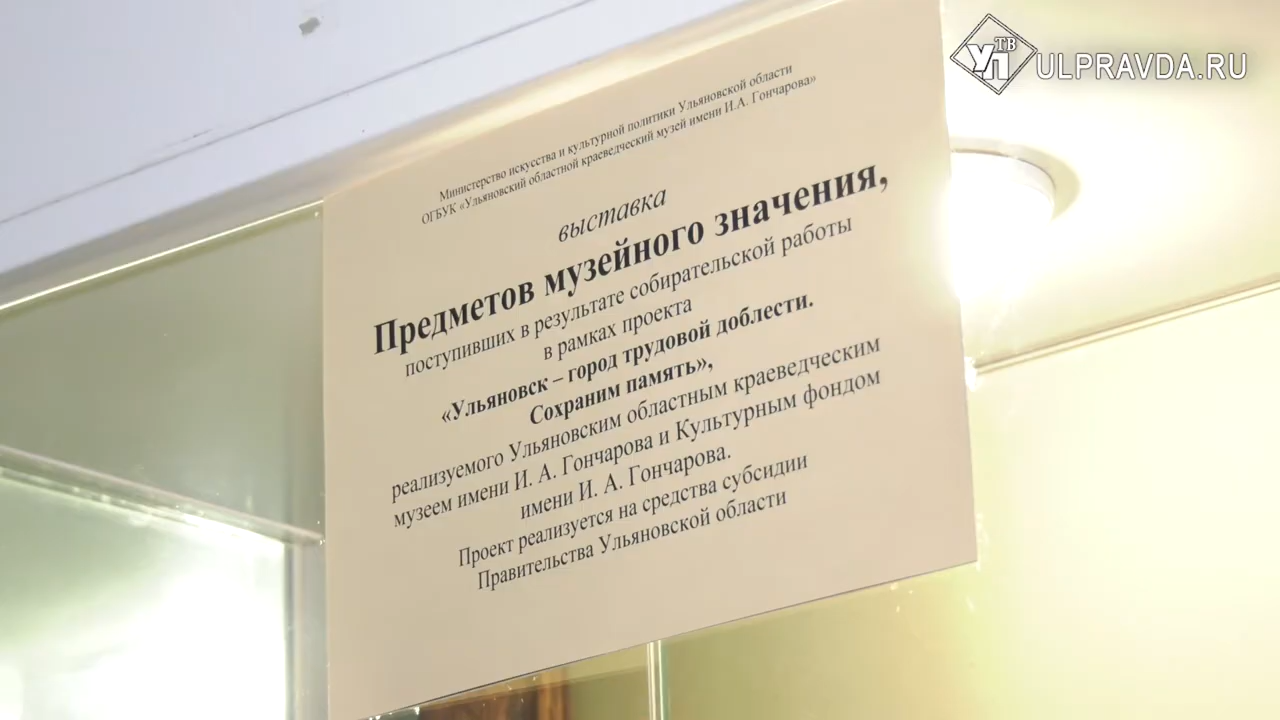 УП ТВ ULPRAVDA.RU
Министерство искусства и культурной политики Ульяновской области
ОГБУК «Ульяновский областной краеведческий музей имени И.А. Гончарова»
выставка
Предметов музейного значения,
поступивших в результате собирательской работы
в рамках проекта
«Ульяновск – город трудовой доблести.
Сохраним память»,
реализуемого Ульяновским областным краеведческим
музеем имени И. А. Гончарова и Культурным фондом
имени И. А. Гончарова.
Проект реализуется на средства субсидии
Правительства Ульяновской области